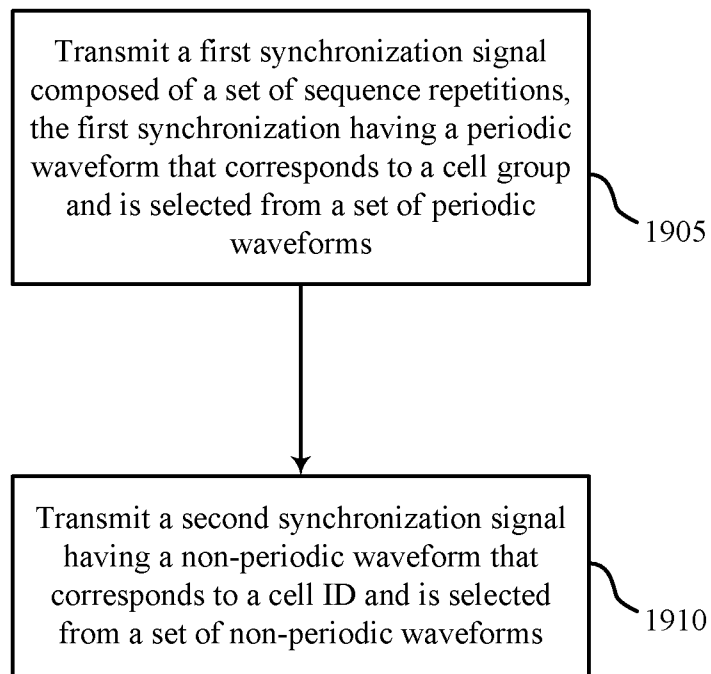 Transmit a first synchronization signal
composed of a set of sequence repetitions,
the first synchronization having a periodic
waveform that corresponds to a cell group
and is selected from a set of periodic
waveforms
1905
Transmit a second synchronization signal
having a non-periodic waveform that
corresponds to a cell ID and is selected
from a set of non-periodic waveforms
1910